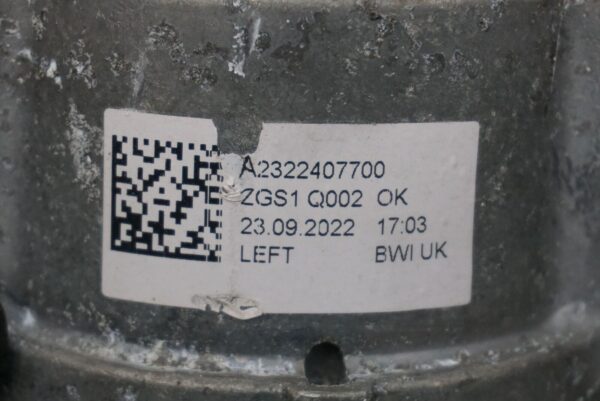 A2322407700
ZGS1 Q002 OK
23.09.2022 17:03
LEFT BWI UK